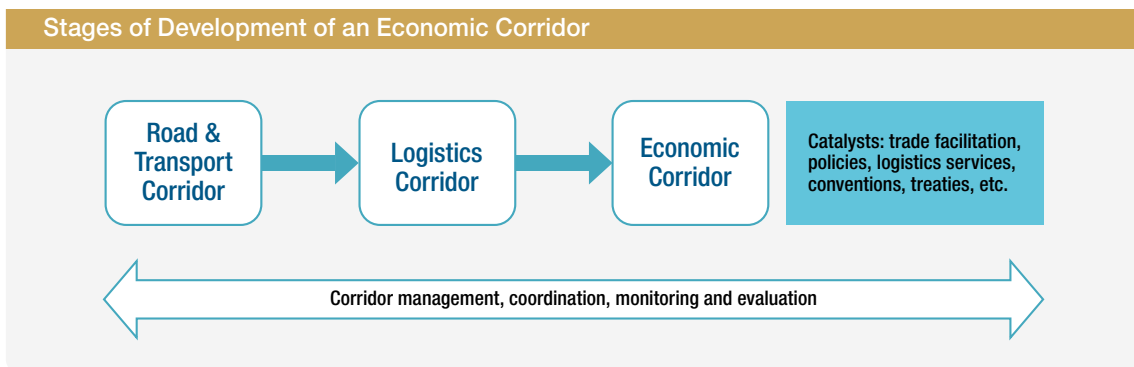 Stages of Development of an Economic Corridor
Road &
Transport
Corridor
Logistics
Corridor
Economic
Corridor
Catalysts: trade facilitation,
policies, logistics services,
conventions, treaties, etc.
Corridor management, coordination, monitoring and evaluation